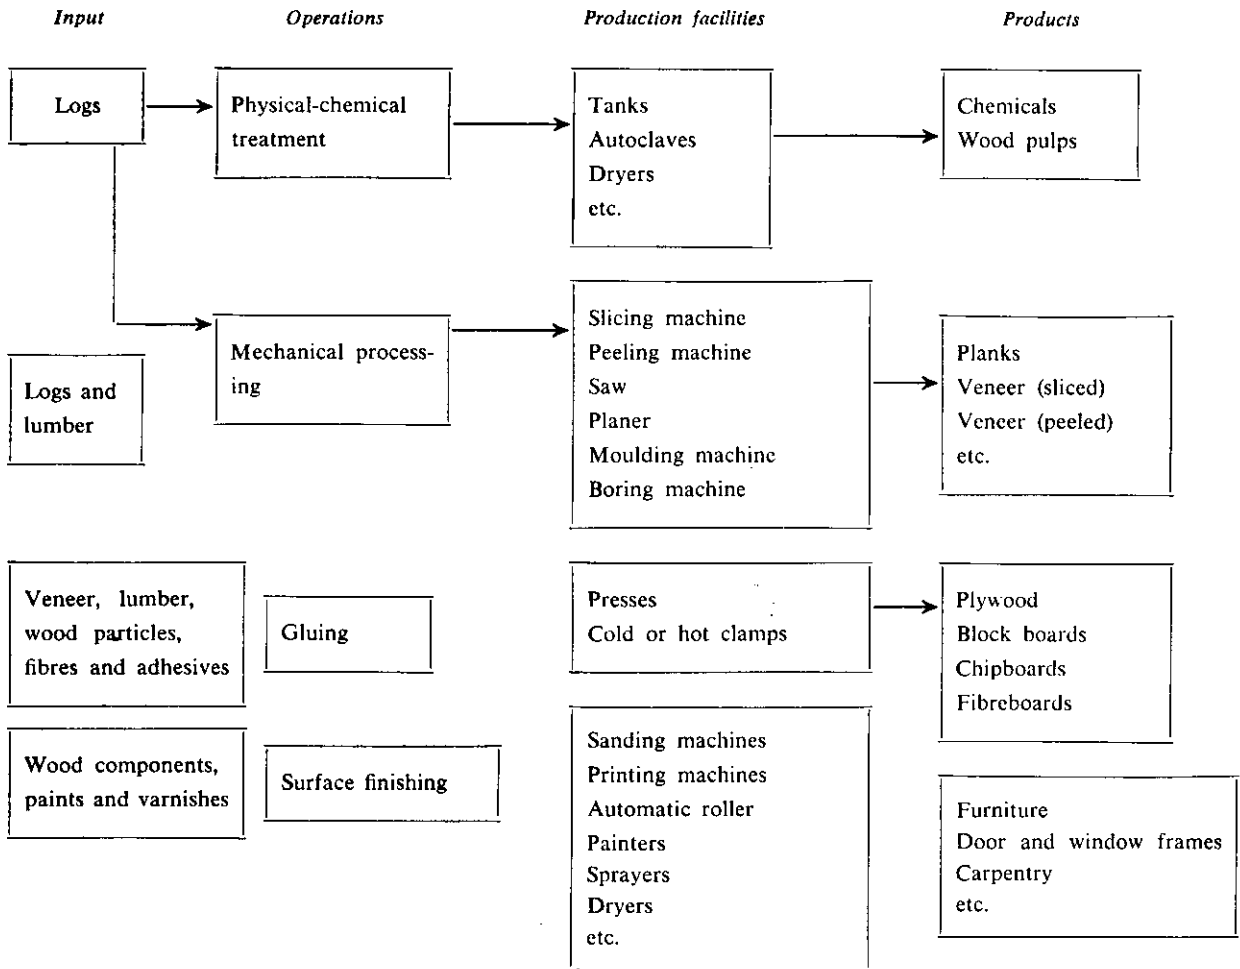 Input
Operations
Production facilities
Products
Logs
Physical-chemical
treatment
Tanks
Autoclaves
Dryers
etc.
Chemicals
Wood pulps
Logs and
lumber
Mechanical process-
ing
Slicing machine
Peeling machine
Saw
Planer
Moulding machine
Boring machine
Planks
Veneer (sliced)
Veneer (peeled)
etc.
Veneer, lumber,
wood particles,
fibres and adhesives
Gluing
Presses
Cold or hot clamps
Plywood
Block boards
Chipboards
Fibreboards
Wood components,
paints and varnishes
Surface finishing
Sanding machines
Printing machines
Automatic roller
Painters
Sprayers
Dryers
etc.
Furniture
Door and window frames
Carpentry
etc.